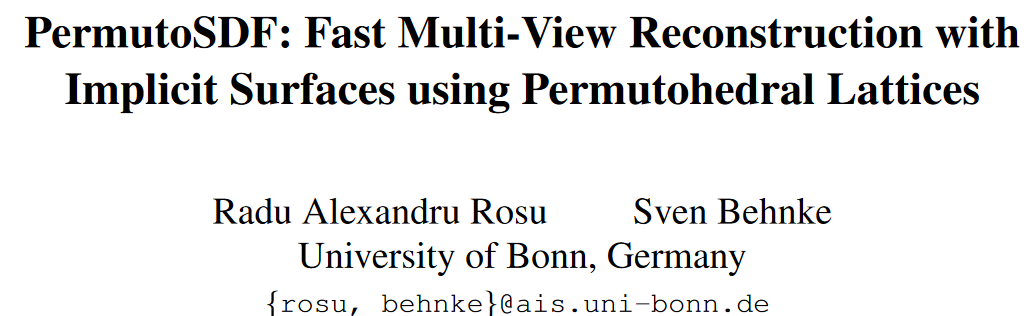 PermutoSDF: Fast Multi-View Reconstruction with
Implicit Surfaces using Permutohedral Lattices
Radu Alexandru Rosu Sven Behnke
University of Bonn, Germany
{rosu, behnke}@ais.uni-bonn.de